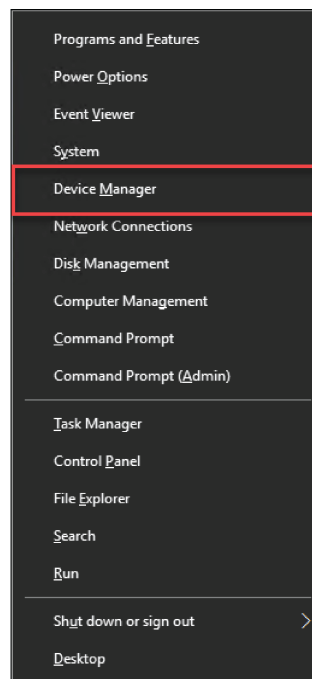 Programs and Features
Power Options
Event Viewer
System
Device Manager
Network Connections
Disk Management
Computer Management
Command Prompt
Command Prompt (Admin)
Task Manager
Control Panel
File Explorer
Search
Run
Shut down or sign out
Desktop